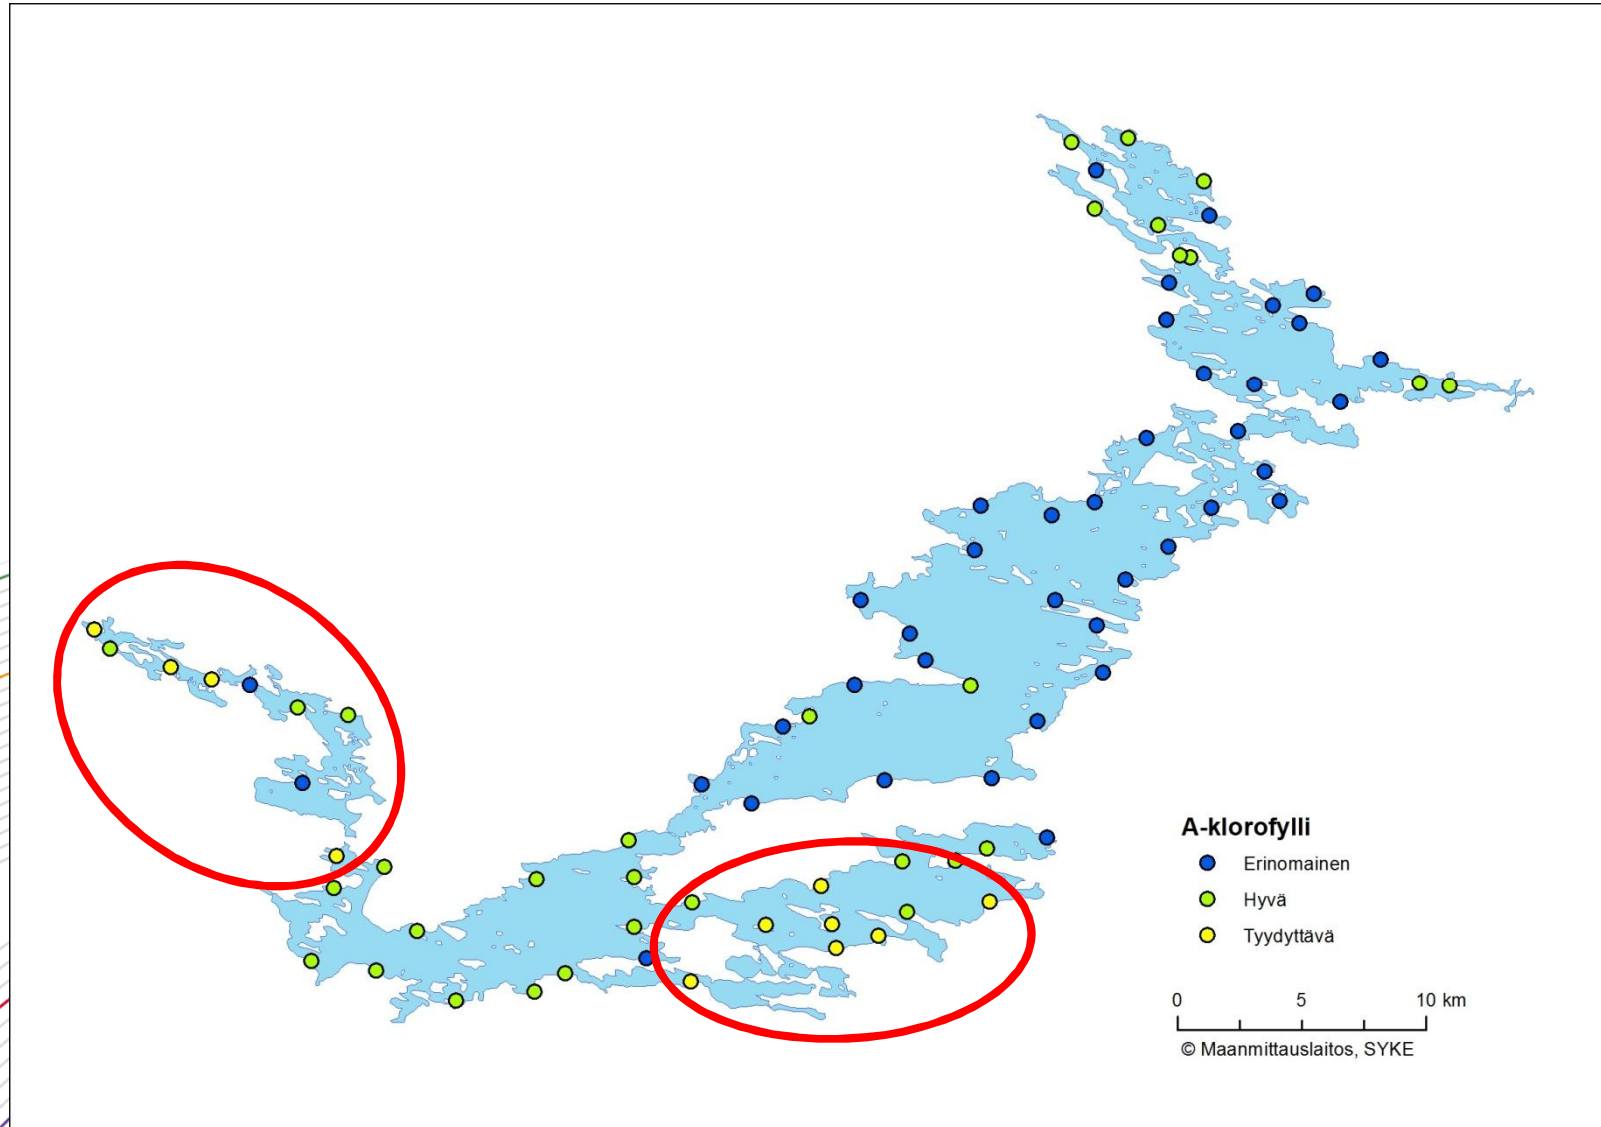 A-klorofylli
Erinomainen
Hyvä
Tyydyttävä
0 5 10 km
© Maanmittauslaitos, SYKE